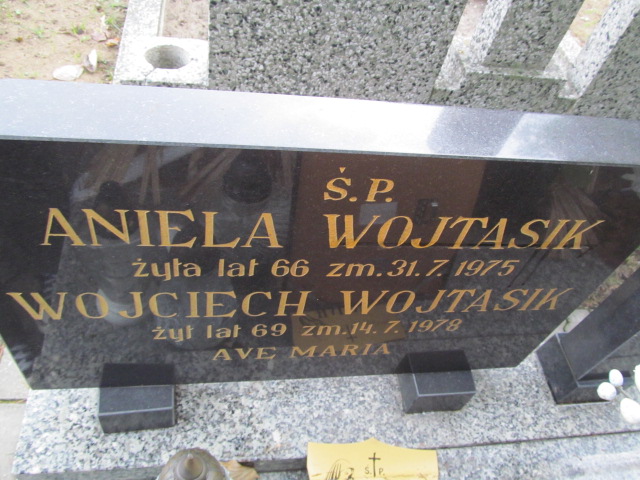 Ś.P.
ANIELA WOJTASIK
żyła lat 66 zm. 31. 7. 1975
WOJCIECH WOJTASIK
żył lat 69 zm. 14. 7. 1978
AVE MARIA
Ś P.